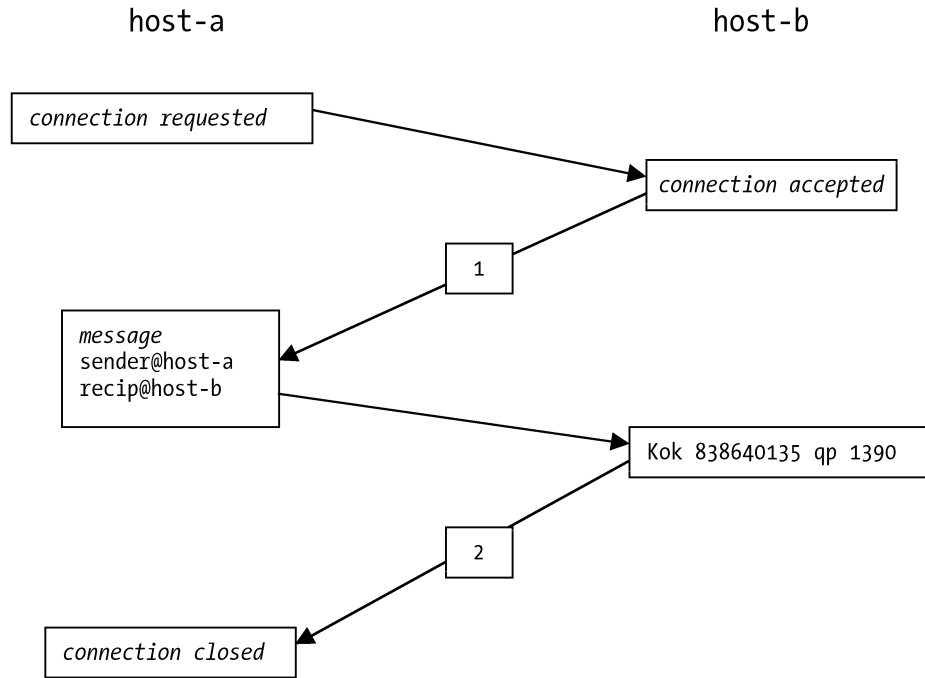 host-a
host-b
connection requested
connection accepted
1
message
sender@host-a
recip@host-b
Kok 838640135 qp 1390
2
connection closed